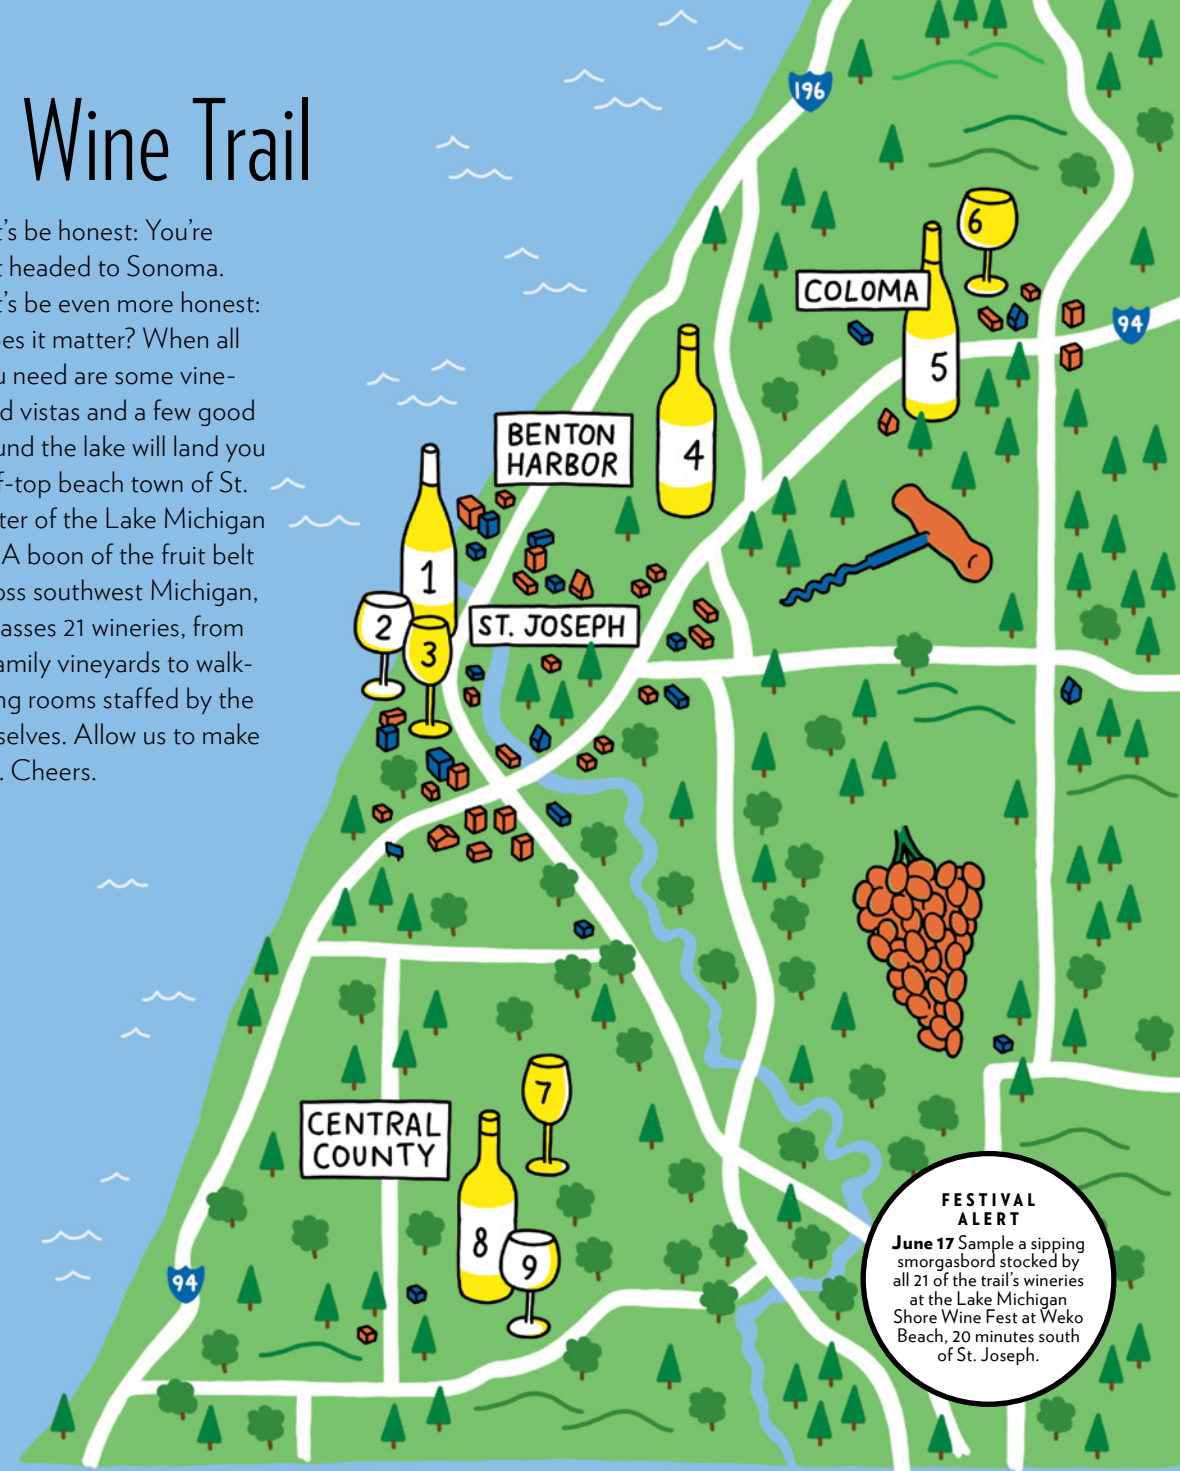 Wine Trail
t's be honest: You're
t headed to Sonoma.
t's be even more honest:
es it matter? When all
u need are some vine-
d vistas and a few good
und the lake will land you
f-top beach town of St.
ter of the Lake Michigan
A boon of the fruit belt
oss southwest Michigan,
asses 21 wineries, from
amily vineyards to walk-
ng rooms staffed by the
selves. Allow us to make
. Cheers.
196
6
COLOMA
94
5
4
BENTON
HARBOR
1
2
3
ST. JOSEPH
7
CENTRAL
COUNTY
8
9
94
FESTIVAL
ALERT
June 17 Sample a sipping
smorgasbord stocked by
all 21 of the trail's wineries
at the Lake Michigan
Shore Wine Fest at Weko
Beach, 20 minutes south
of St. Joseph.